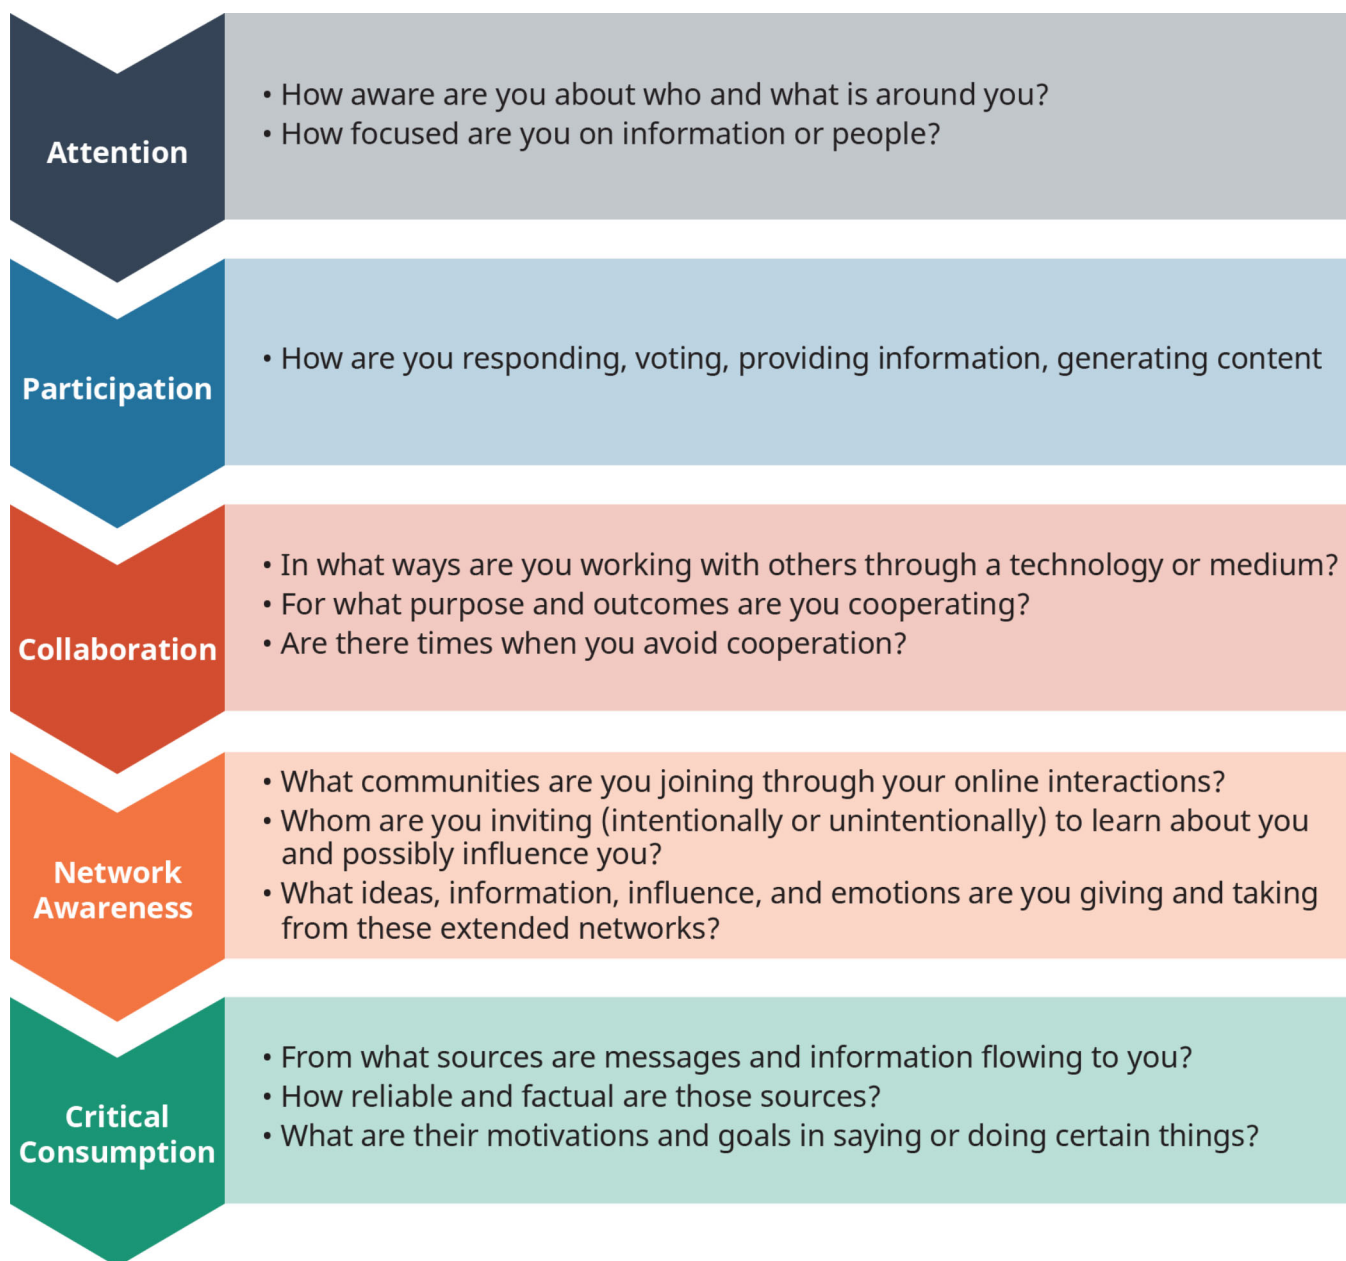 Attention
• How aware are you about who and what is around you?
• How focused are you on information or people?
Participation
• How are you responding, voting, providing information, generating content
Collaboration
• In what ways are you working with others through a technology or medium?
• For what purpose and outcomes are you cooperating?
• Are there times when you avoid cooperation?
Network
Awareness
• What communities are you joining through your online interactions?
• Whom are you inviting (intentionally or unintentionally) to learn about you
and possibly influence you?
• What ideas, information, influence, and emotions are you giving and taking
from these extended networks?
Critical
Consumption
• From what sources are messages and information flowing to you?
• How reliable and factual are those sources?
• What are their motivations and goals in saying or doing certain things?